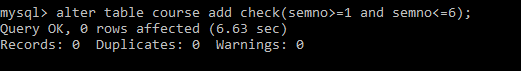 mysql> alter table course add check(semno>=1 and semno<=6);
Query OK, 0 rows affected (6.63 sec)
Records: 0  Duplicates: 0  Warnings: 0